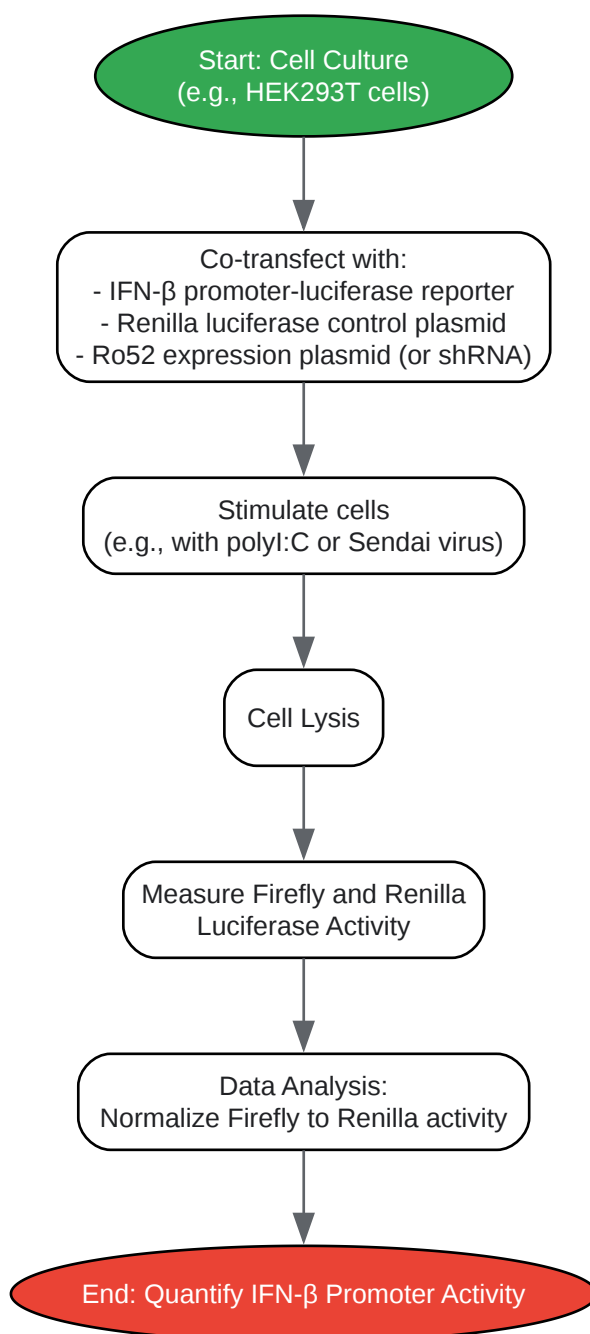 Start: Cell Culture
(e.g., HEK293T cells)
Co-transfect with:
- IFN-β promoter-luciferase reporter
- Renilla luciferase control plasmid
- Ro52 expression plasmid (or shRNA)
Stimulate cells
(e.g., with polyI:C or Sendai virus)
Cell Lysis
Measure Firefly and Renilla
Luciferase Activity
Data Analysis:
Normalize Firefly to Renilla activity
End: Quantify IFN-β Promoter Activity